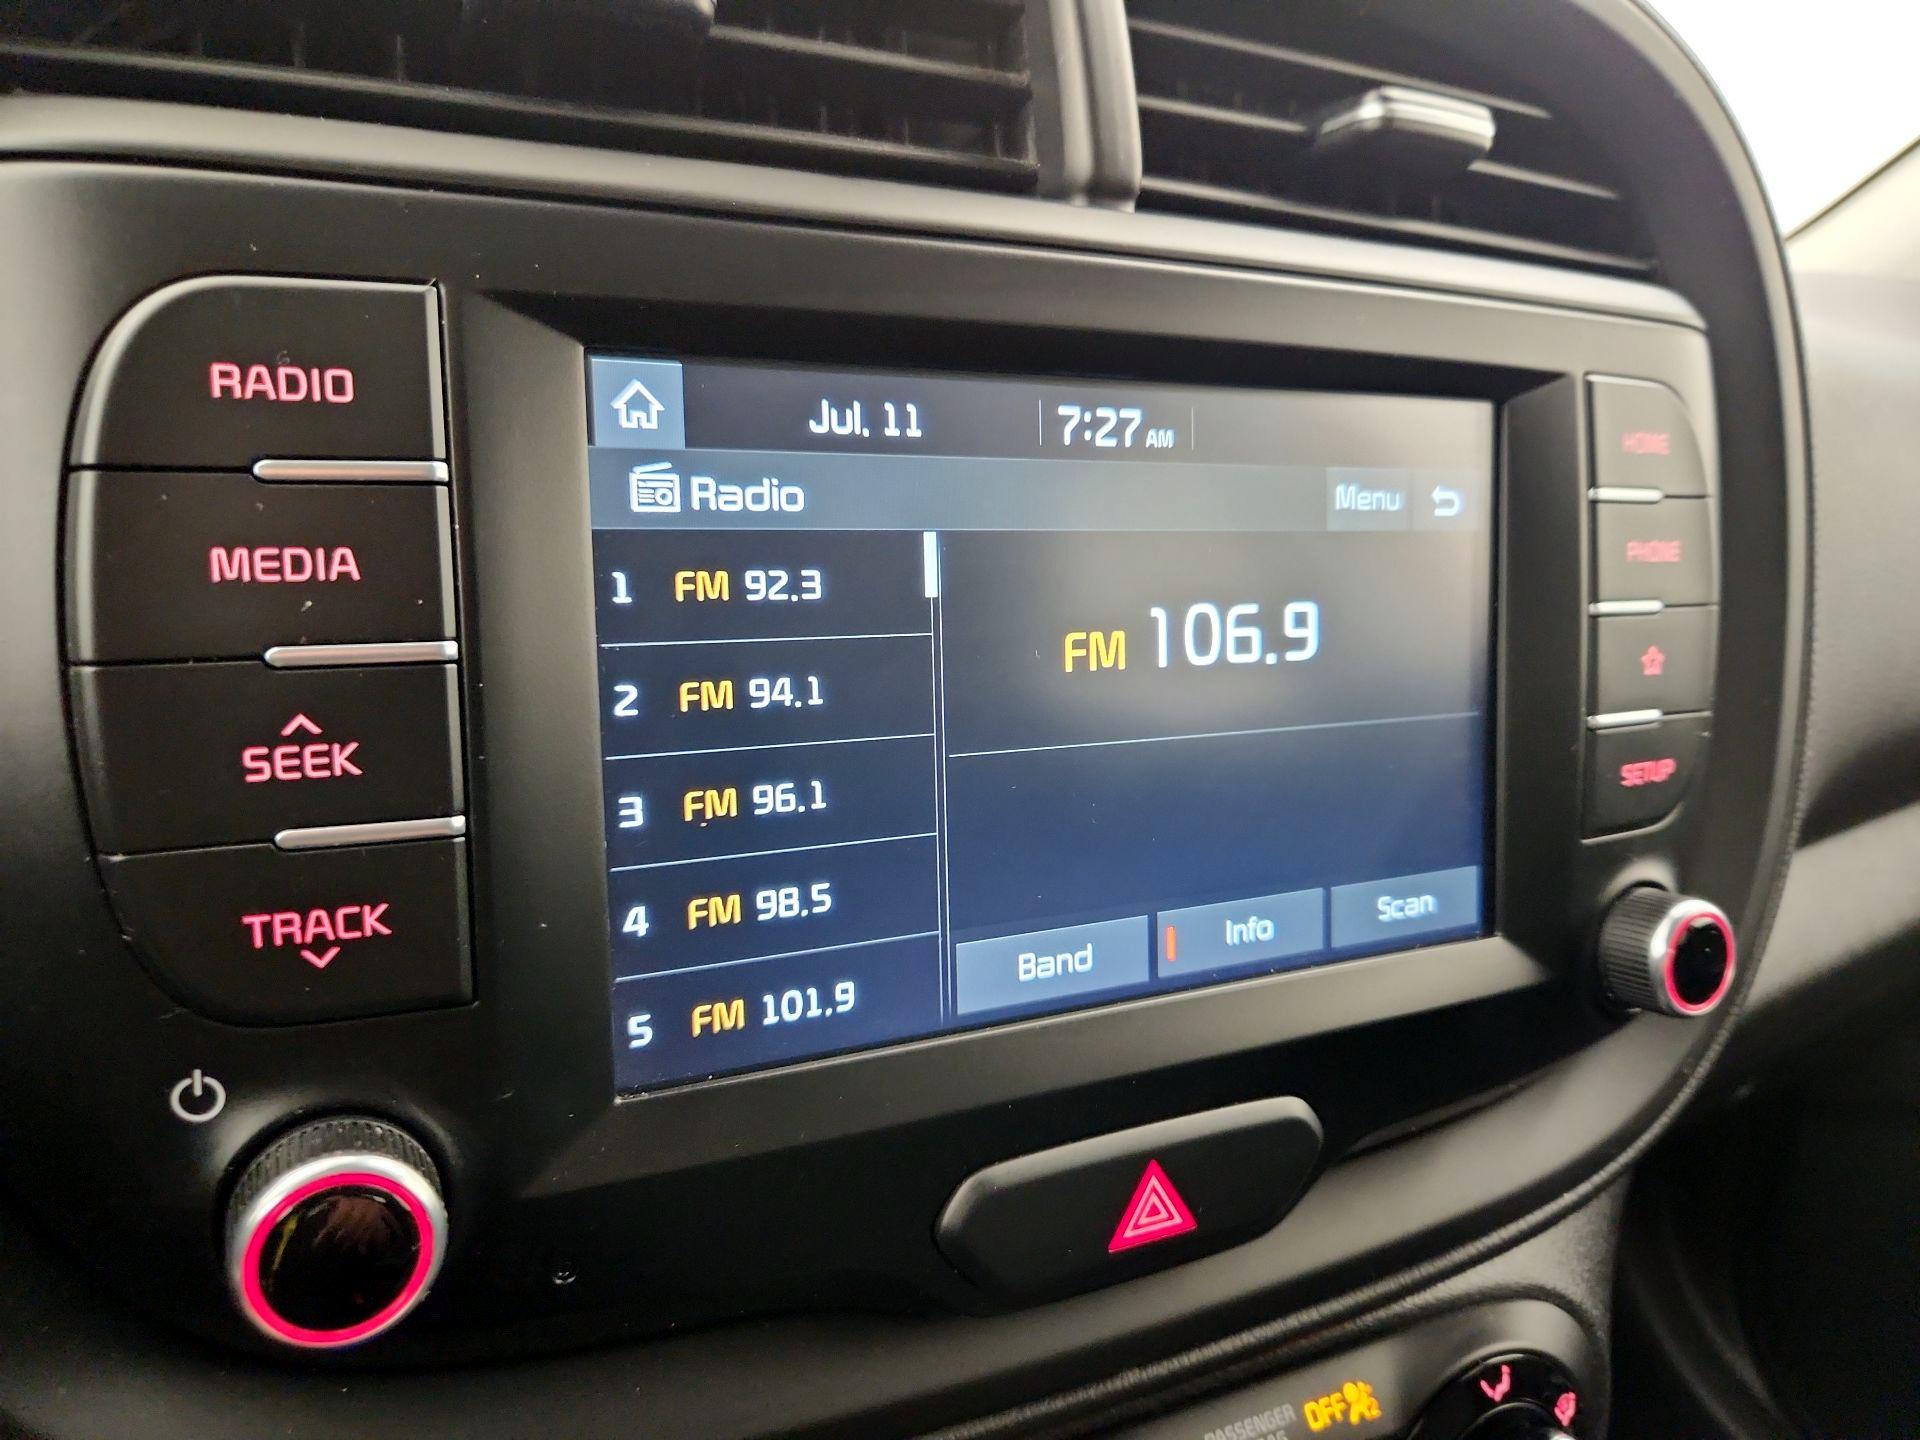 RADIO
MEDIA
SEEK
TRACK
Jul. 11
7:27 AM
Radio
Menu
1 FM 92.3
2 FM 94.1
3 FM 96.1
4 FM 98.5
5 FM 101.9
FM 106.9
Band
Info
Scan
HOME
PHONE
SETUP
PASSENGER
OFF
2